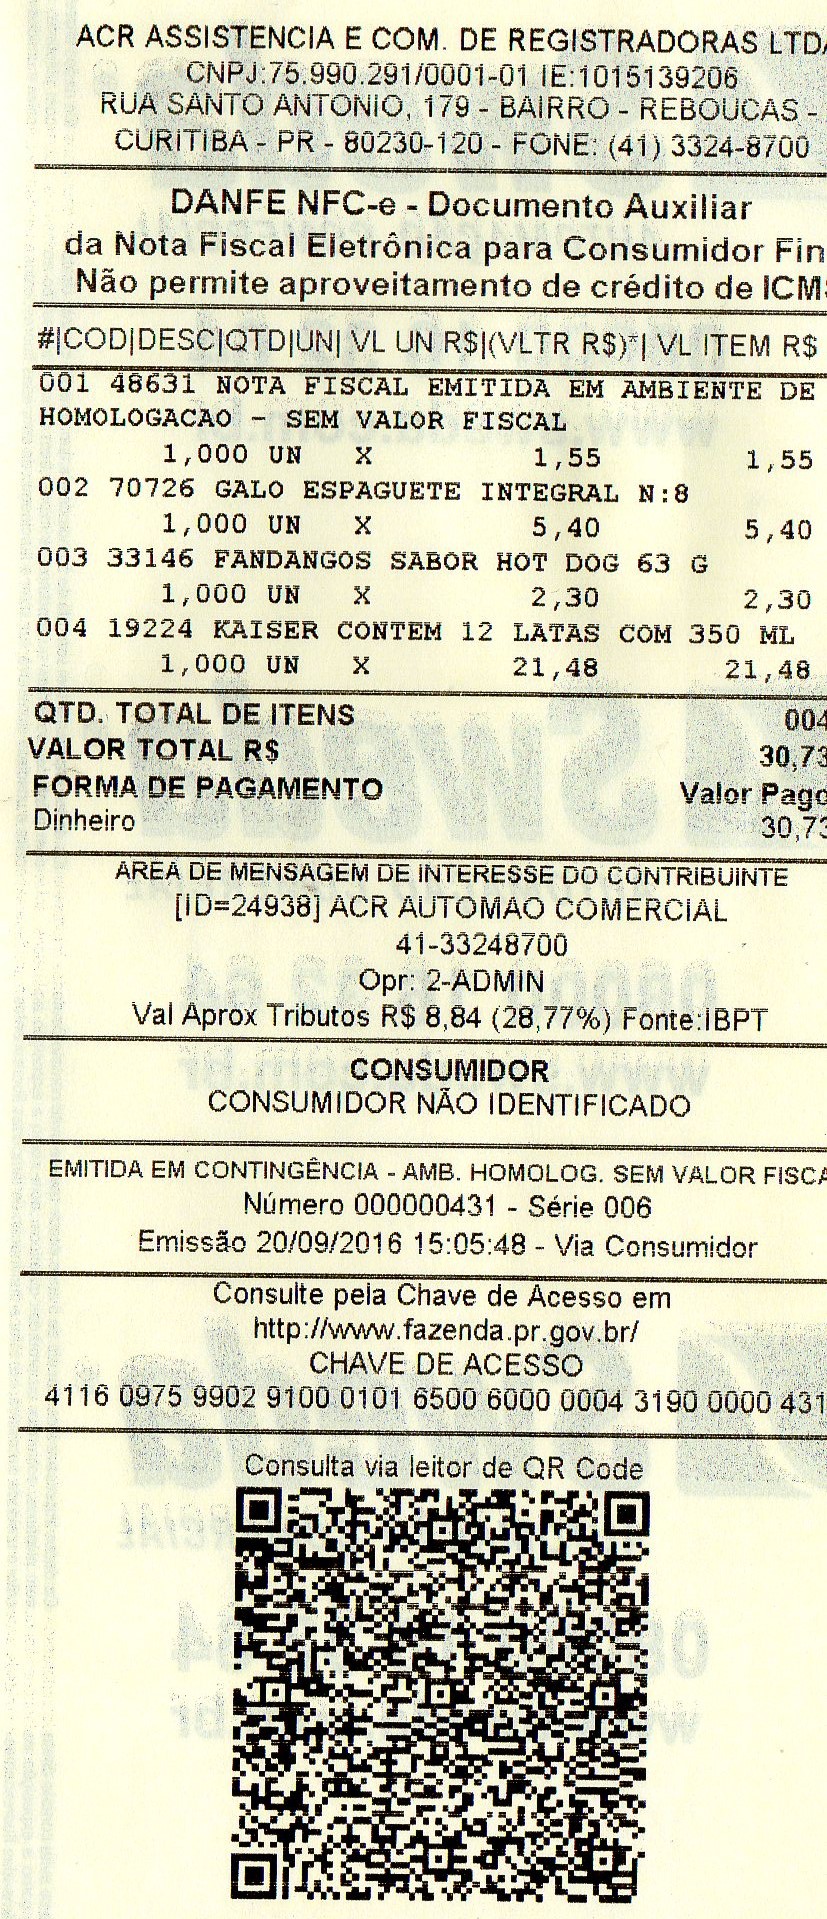 ACR ASSISTENCIA E COM. DE REGISTRADORAS LTDA
CNPJ:75.990.291/0001-01 IE:1015139206
RUA SANTO ANTONIO, 179 - BAIRRO - REBOUCAS -
CURITIBA - PR - 80230-120 - FONE: (41) 3324-8700
DANFE NFC-e - Documento Auxiliar
da Nota Fiscal Eletrônica para Consumidor Fin
Não permite aproveitamento de crédito de ICMS
#|COD|DESC|QTD|UN| VL UN R$|(VLTR R$)*| VL ITEM R$
001 48631 NOTA FISCAL EMITIDA EM AMBIENTE DE
HOMOLOGACAO - SEM VALOR FISCAL
1,000 UN X 1,55 1,55
002 70726 GALO ESPAGUETE INTEGRAL N:8
1,000 UN X 5,40 5,40
003 33146 FANDANGOS SABOR HOT DOG 63 G
1,000 UN X 2,30 2,30
004 19224 KAISER CONTEM 12 LATAS COM 350 ML
1,000 UN X 21,48 21,48
QTD. TOTAL DE ITENS 004
VALOR TOTAL R$ 30,73
FORMA DE PAGAMENTO Valor Pago
Dinheiro 30,73
AREA DE MENSAGEM DE INTERESSE DO CONTRIBUINTE
[ID=24938] ACR AUTOMAO COMERCIAL
41-33248700
Opr: 2-ADMIN
Val Aprox Tributos R$ 8,84 (28,77%) Fonte:IBPT
CONSUMIDOR
CONSUMIDOR NÃO IDENTIFICADO
EMITIDA EM CONTINGÊNCIA - AMB. HOMOLOG. SEM VALOR FISCA
Número 000000431 - Série 006
Emissão 20/09/2016 15:05:48 - Via Consumidor
Consulte pela Chave de Acesso em
http://www.fazenda.pr.gov.br/
CHAVE DE ACESSO
4116 0975 9902 9100 0101 6500 6000 0004 3190 0000 431
Consulta via leitor de QR Code